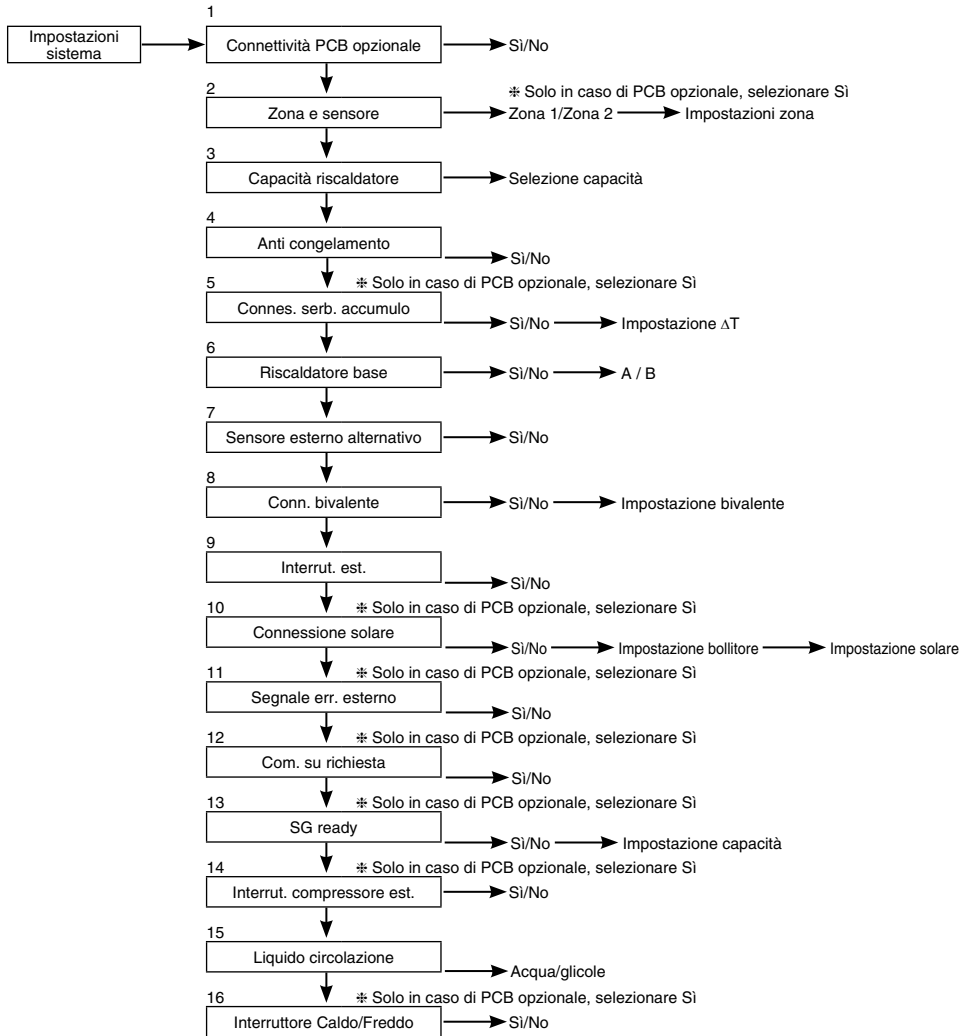 1
Impostazioni
sistema
Connettività PCB opzionale
Sì/No
2
❈ Solo in caso di PCB opzionale, selezionare Sì
Zona e sensore
Zona 1/Zona 2
Impostazioni zona
3
Capacità riscaldatore
Selezione capacità
4
Anti congelamento
Sì/No
5
❈ Solo in caso di PCB opzionale, selezionare Sì
Connes. serb. accumulo
Sì/No
Impostazione ∆T
6
Riscaldatore base
Sì/No
A / B
7
Sensore esterno alternativo
Sì/No
8
Conn. bivalente
Sì/No
Impostazione bivalente
9
Interrut. est.
Sì/No
10
❈ Solo in caso di PCB opzionale, selezionare Sì
Connessione solare
Sì/No
Impostazione bollitore
Impostazione solare
11
❈ Solo in caso di PCB opzionale, selezionare Sì
Segnale err. esterno
Sì/No
12
❈ Solo in caso di PCB opzionale, selezionare Sì
Com. su richiesta
Sì/No
13
❈ Solo in caso di PCB opzionale, selezionare Sì
SG ready
Sì/No
Impostazione capacità
14
❈ Solo in caso di PCB opzionale, selezionare Sì
Interrut. compressore est.
Sì/No
15
Liquido circolazione
Acqua/glicole
16
❈ Solo in caso di PCB opzionale, selezionare Sì
Interruttore Caldo/Freddo
Sì/No